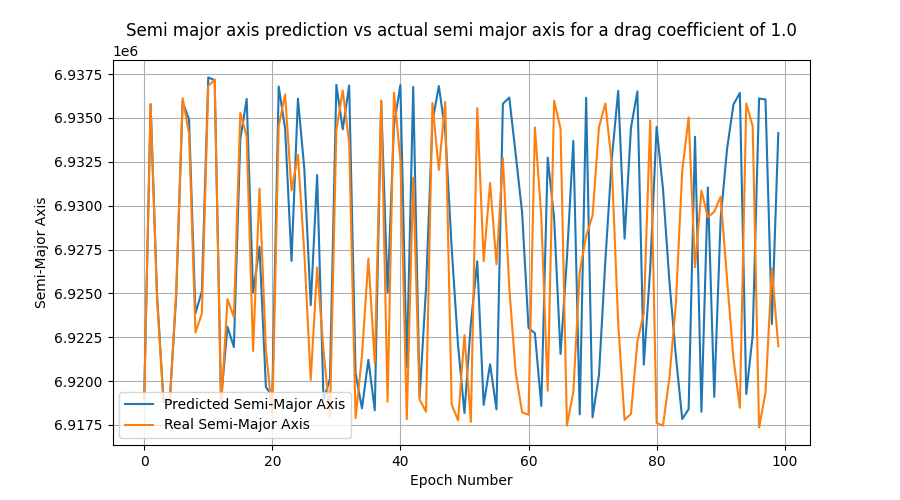 Semi major axis prediction vs actual semi major axis for a drag coefficient of 1.0
1e6
6.9375
6.9350
6.9325
6.9300
6.9275
6.9250
6.9225
6.9200
6.9175
Semi-Major Axis
Predicted Semi-Major Axis
Real Semi-Major Axis
0 20 40 60 80 100
Epoch Number